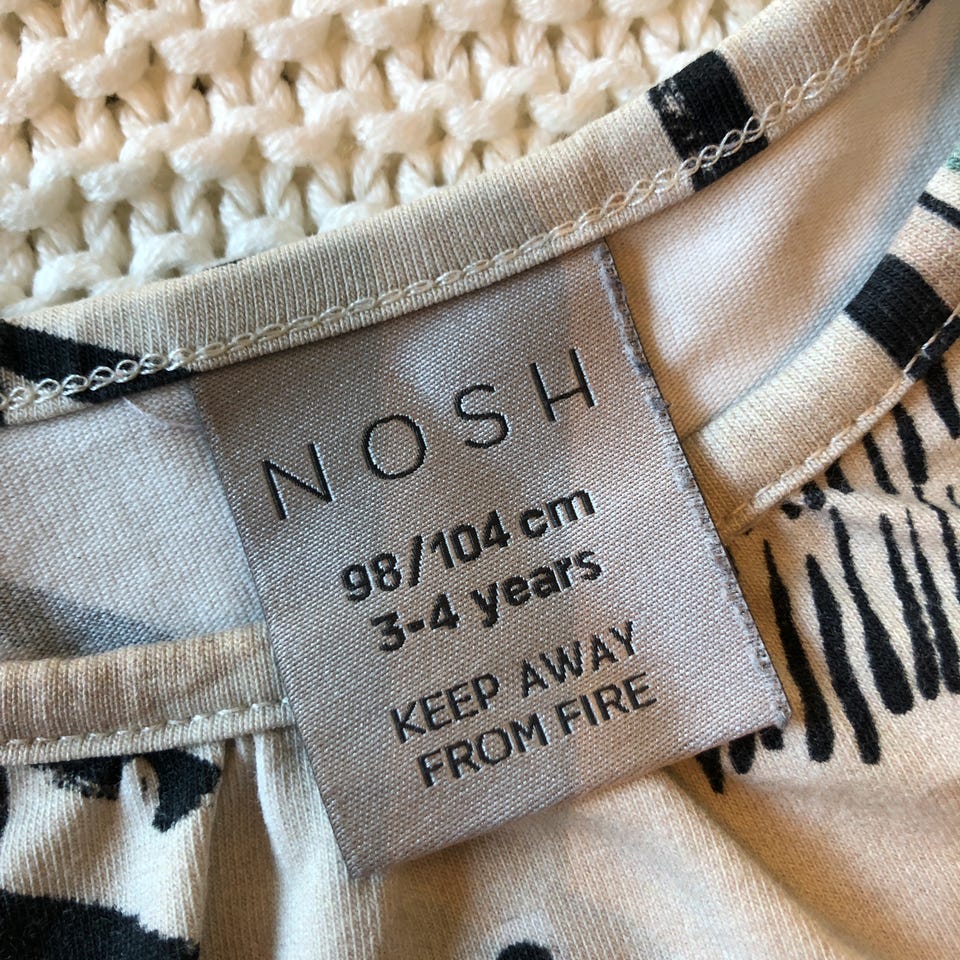 NOSH
98/104 cm
3-4 years
KEEP AWAY
FROM FIRE